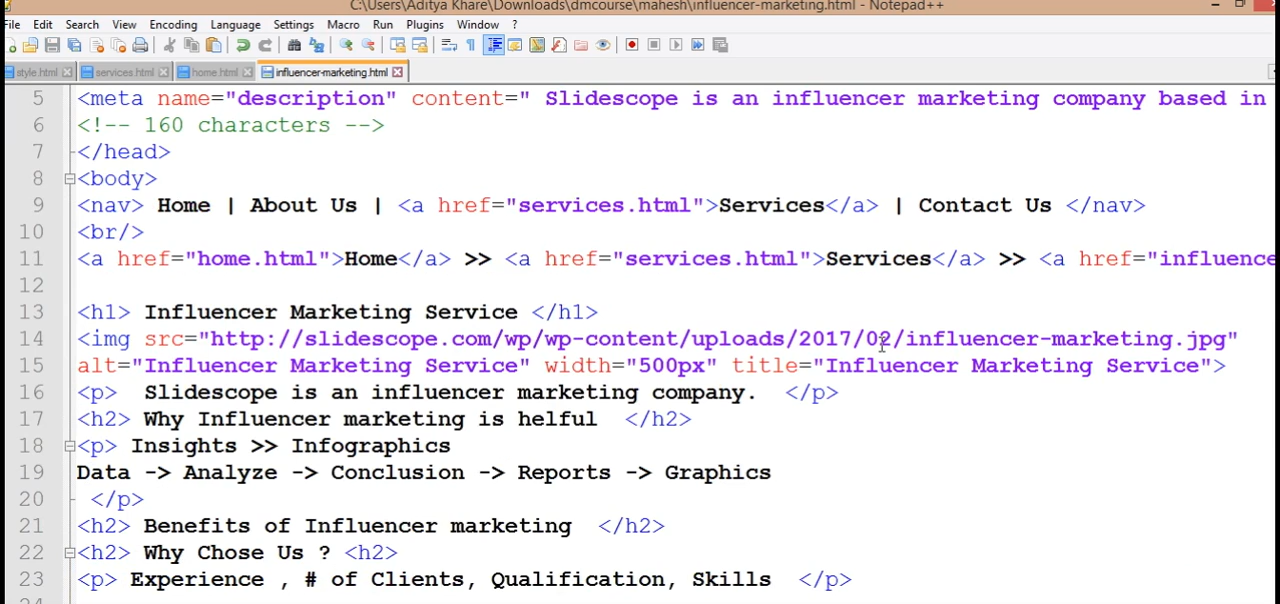 C:\Users\Aditya Khare\Downloads\dmcourse\mahesh\influencer-marketing.html - Notepad++
File Edit Search View Encoding Language Settings Macro Run Plugins Window ?
style.html services.html home.html influencer-marketing.html
5 <meta name="description" content=" Slidescope is an influencer marketing company based in
6 <!-- 160 characters -->
7 </head>
8 <body>
9 <nav> Home | About Us | <a href="services.html">Services</a> | Contact Us </nav>
10 <br/>
11 <a href="home.html">Home</a> >> <a href="services.html">Services</a> >> <a href="influence
12
13 <h1> Influencer Marketing Service </h1>
14 <img src="http://slidescope.com/wp/wp-content/uploads/2017/02/influencer-marketing.jpg"
15 alt="Influencer Marketing Service" width="500px" title="Influencer Marketing Service">
16 <p> Slidescope is an influencer marketing company. </p>
17 <h2> Why Influencer marketing is helful </h2>
18 <p> Insights >> Infographics
19 Data -> Analyze -> Conclusion -> Reports -> Graphics
20 </p>
21 <h2> Benefits of Influencer marketing </h2>
22 <h2> Why Chose Us ? <h2>
23 <p> Experience , # of Clients, Qualification, Skills </p>